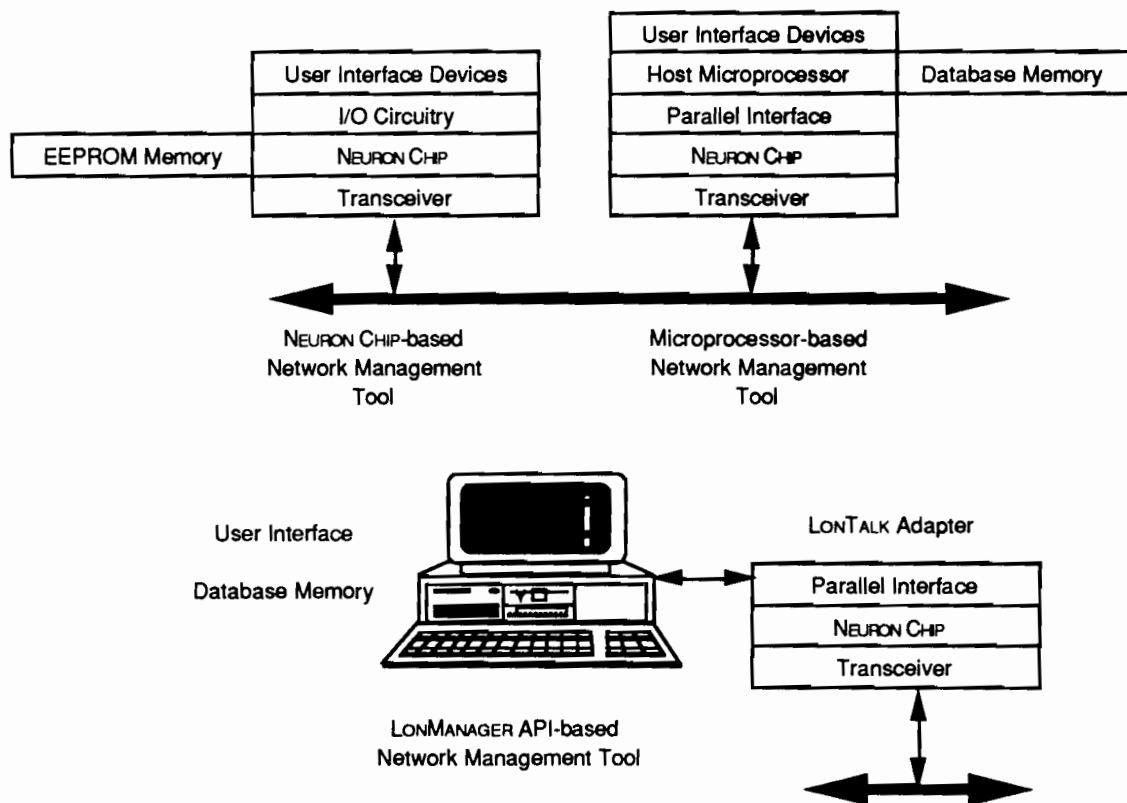 User Interface Devices
I/O Circuitry
EEPROM Memory
NEURON CHIP
Transceiver
User Interface Devices
Host Microprocessor
Database Memory
Parallel Interface
NEURON CHIP
Transceiver
NEURON CHIP-based
Network Management
Tool
Microprocessor-based
Network Management
Tool
User Interface
Database Memory
LONTALK Adapter
Parallel Interface
NEURON CHIP
Transceiver
LONMANAGER API-based
Network Management Tool